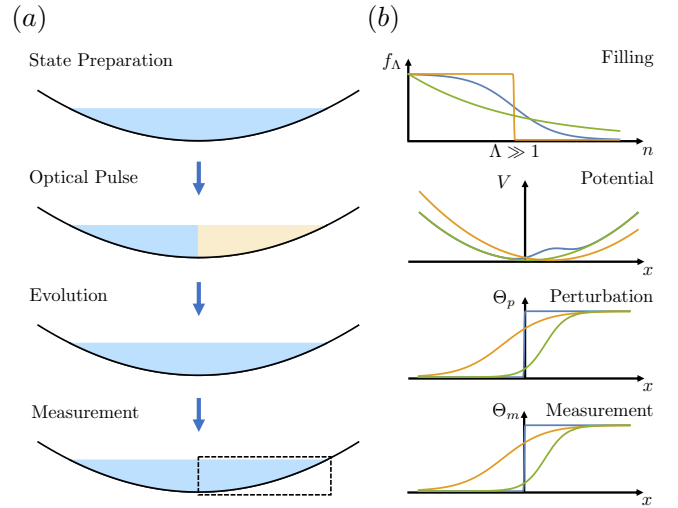 (a)
State Preparation
Optical Pulse
Evolution
Measurement
(b)
f_Λ
Filling
Λ ≫ 1
n
V
Potential
x
Θ_p
Perturbation
x
Θ_m
Measurement
x